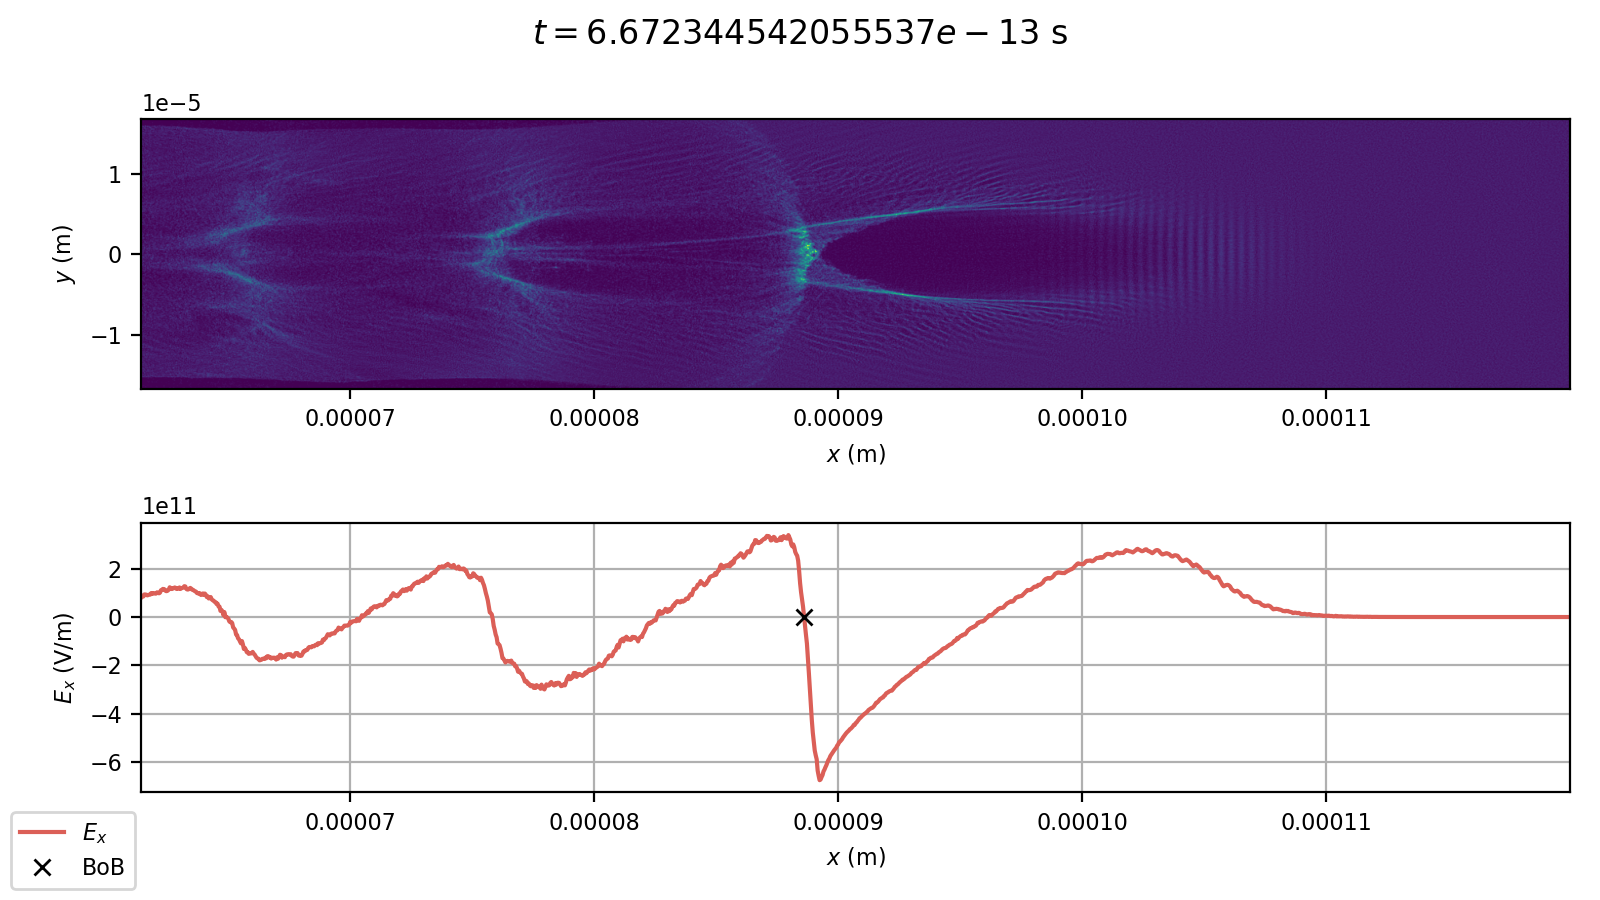 t = 6.672344542055537e − 13 s
1e−5
1
0
−1
y (m)
0.00007 0.00008 0.00009 0.00010 0.00011
x (m)
1e11
2
0
−2
−4
−6
E_x (V/m)
0.00007 0.00008 0.00009 0.00010 0.00011
x (m)
E_x
BoB